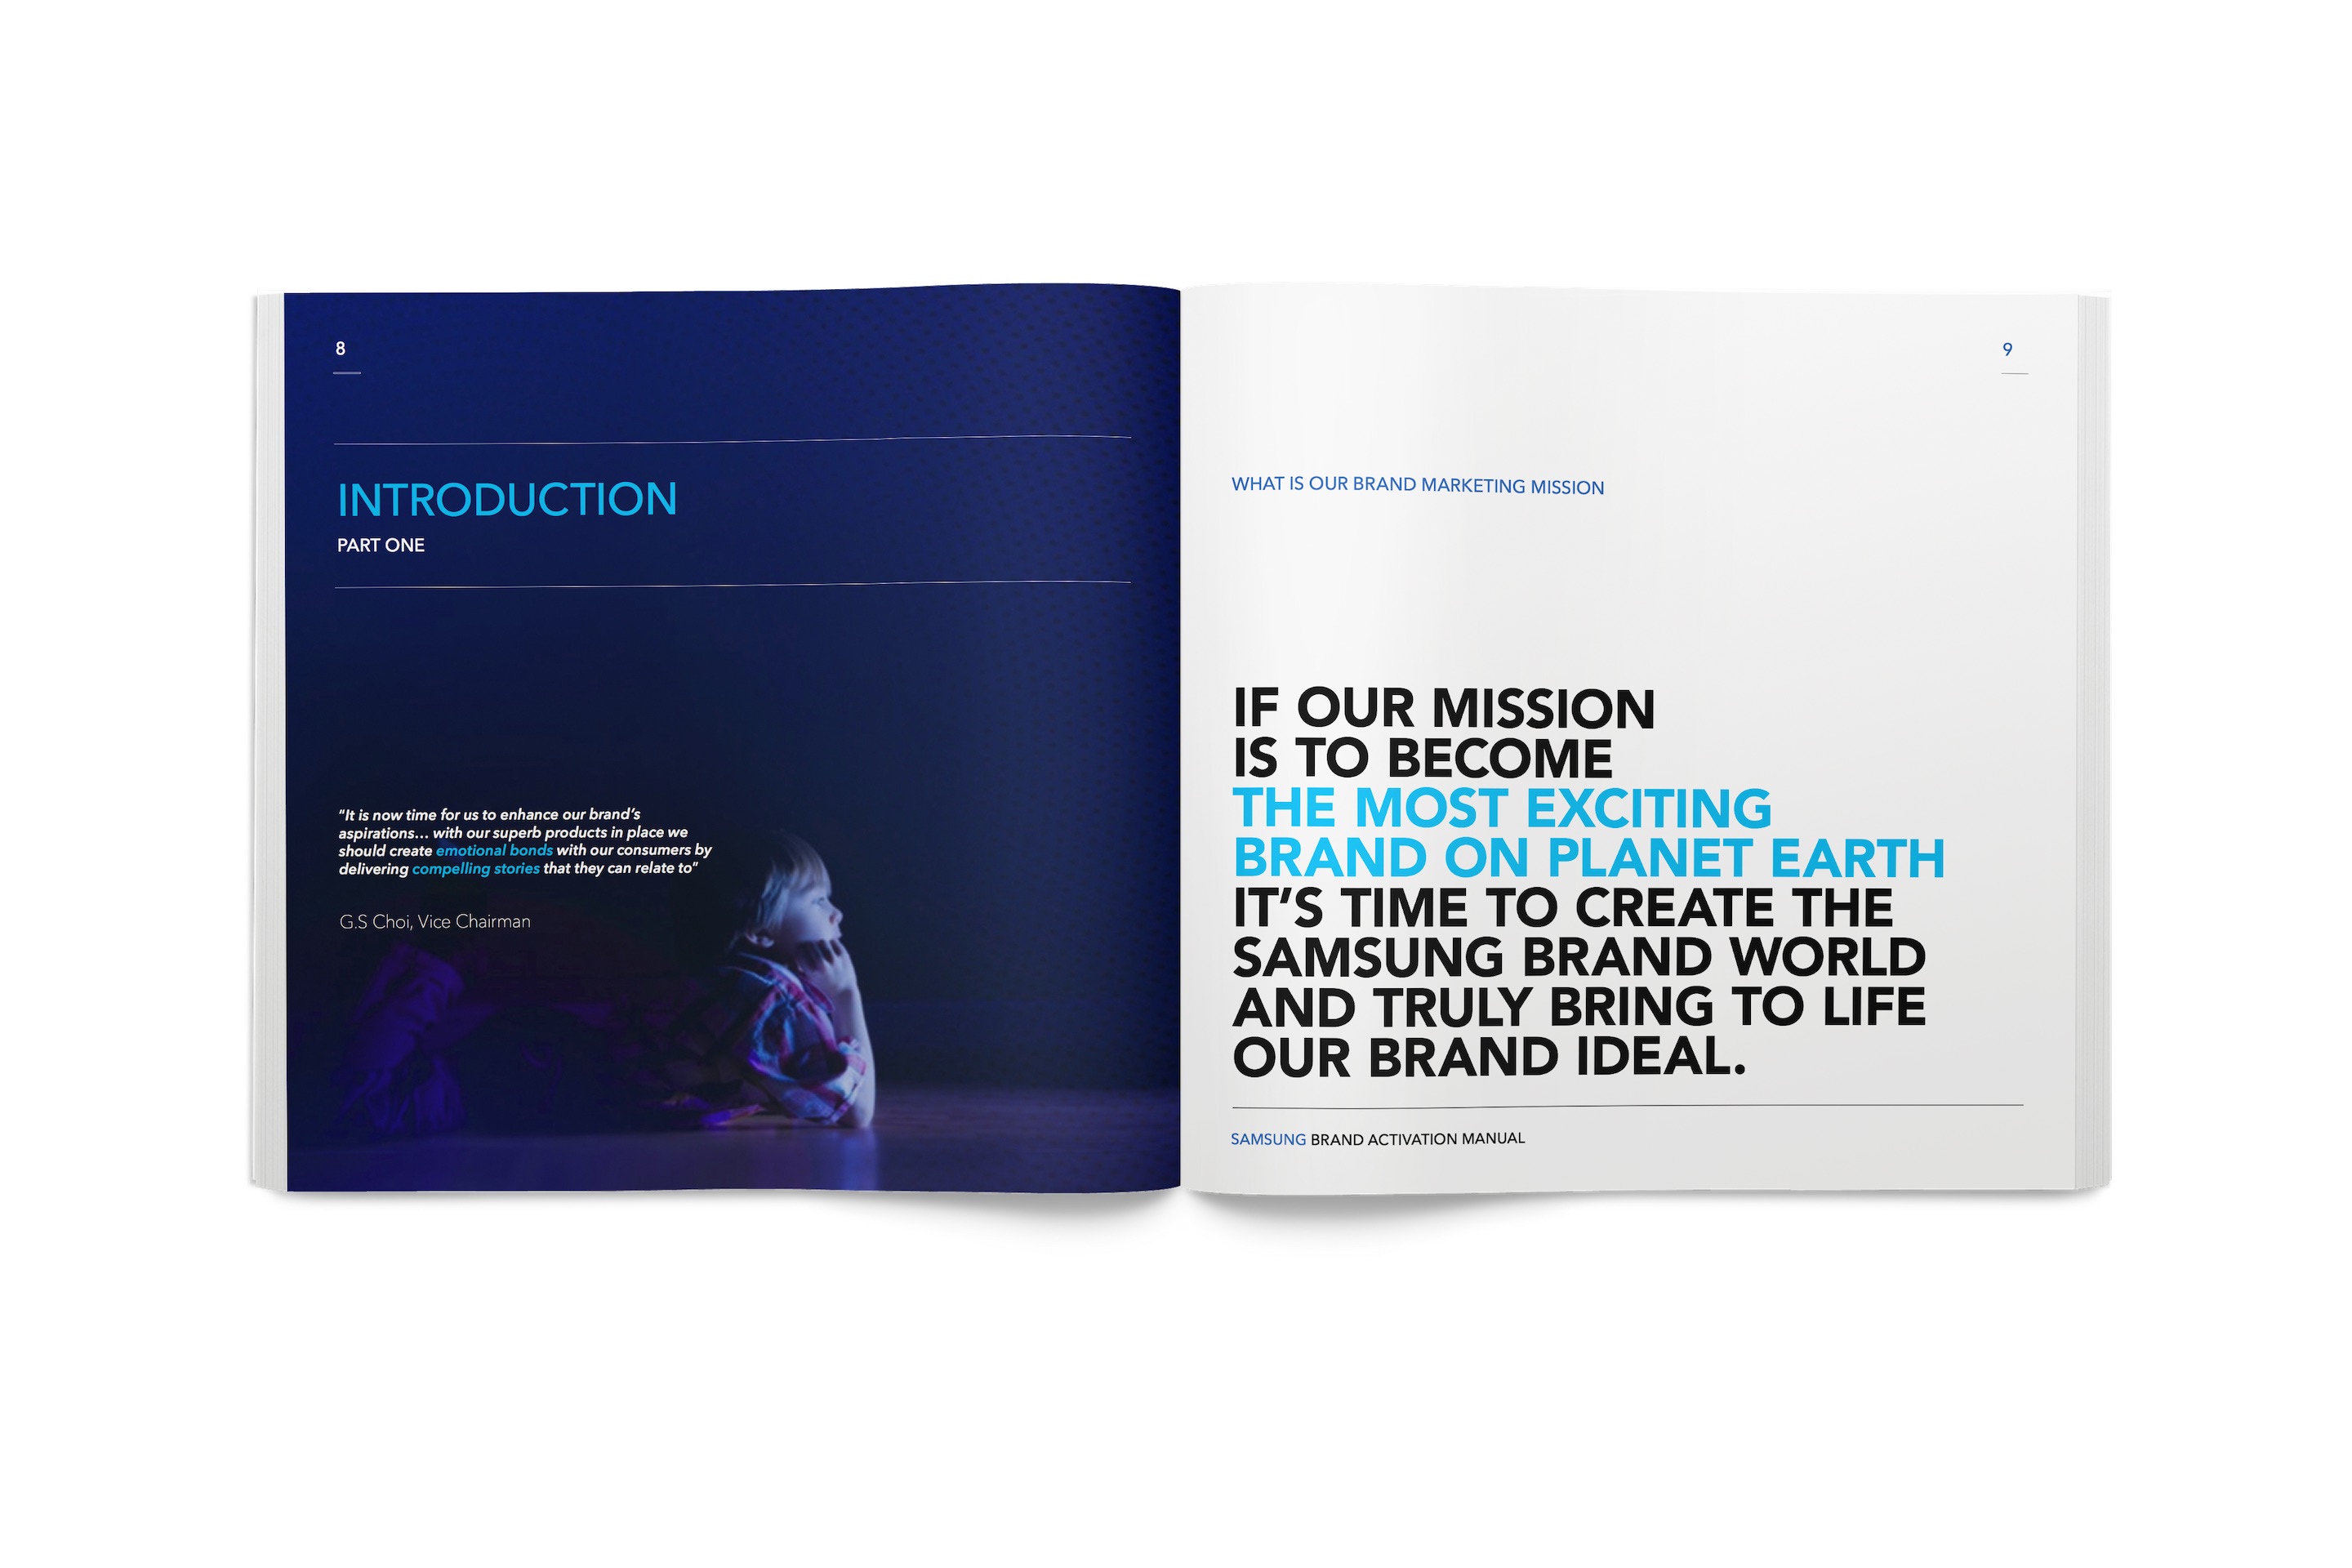 8
INTRODUCTION
PART ONE
"It is now time for us to enhance our brand's
aspirations... with our superb products in place we
should create emotional bonds with our consumers by
delivering compelling stories that they can relate to"
G.S Choi, Vice Chairman
9
WHAT IS OUR BRAND MARKETING MISSION
IF OUR MISSION
IS TO BECOME
THE MOST EXCITING
BRAND ON PLANET EARTH
IT'S TIME TO CREATE THE
SAMSUNG BRAND WORLD
AND TRULY BRING TO LIFE
OUR BRAND IDEAL.
SAMSUNG BRAND ACTIVATION MANUAL